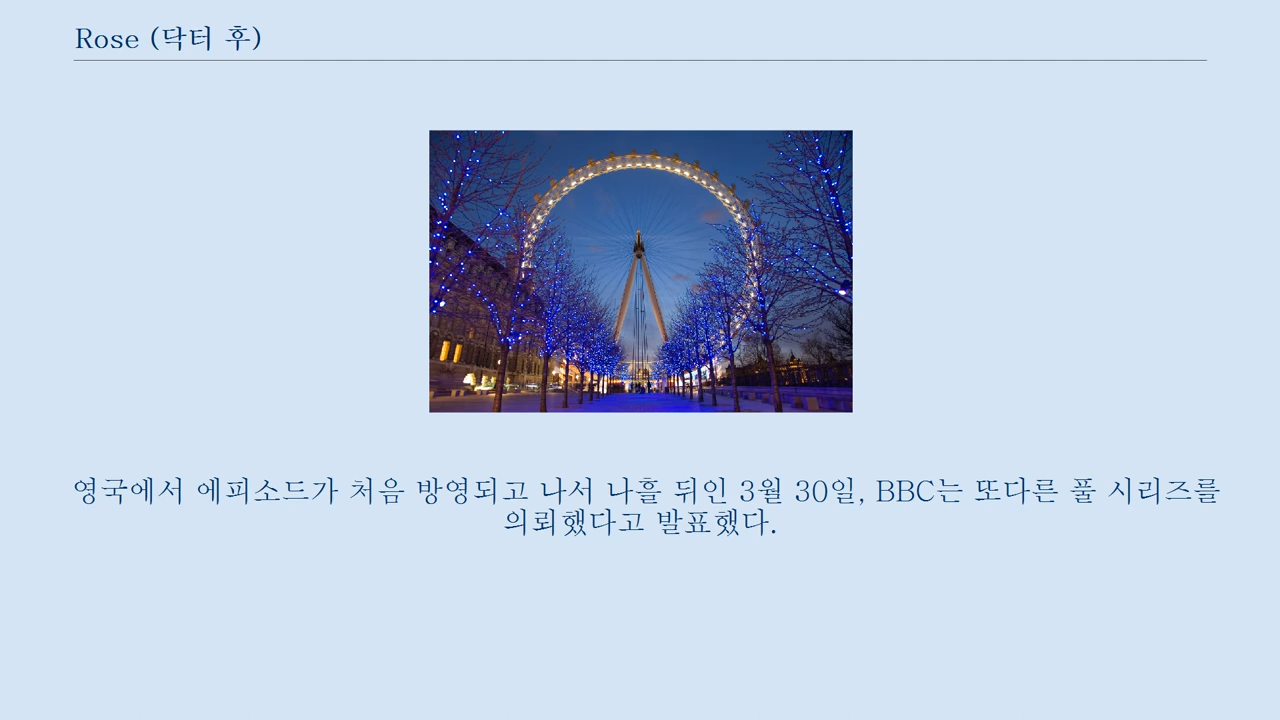 Rose (닥터 후)
영국에서 에피소드가 처음 방영되고 나서 나흘 뒤인 3월 30일, BBC는 또다른 풀 시리즈를
의뢰했다고 발표했다.